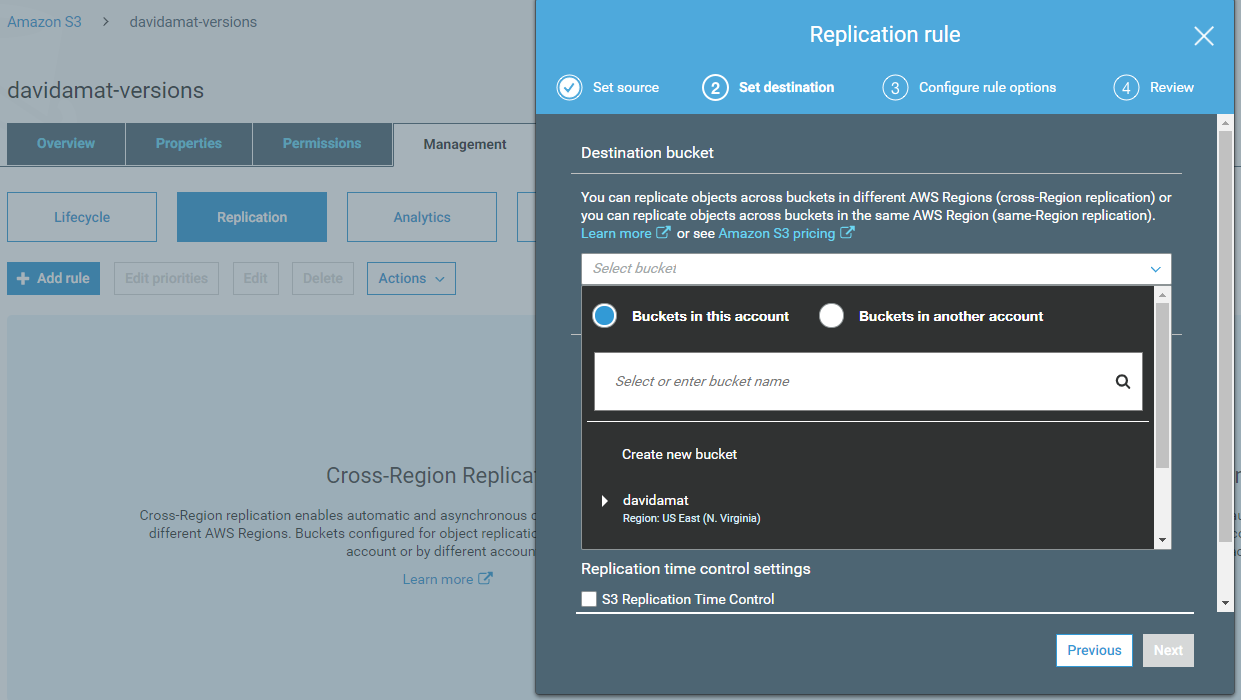 Amazon S3 > davidamat-versions
davidamat-versions
Overview
Properties
Permissions
Management
Lifecycle
Replication
Analytics
+ Add rule
Edit priorities
Edit
Delete
Actions
Cross-Region Replica
Cross-Region replication enables automatic and asynchronous
different AWS Regions. Buckets configured for object replicatio
account or by different accoun
Learn more
Replication rule
Set source
2 Set destination
3 Configure rule options
4 Review
Destination bucket
You can replicate objects across buckets in different AWS Regions (cross-Region replication) or
you can replicate objects across buckets in the same AWS Region (same-Region replication).
Learn more or see Amazon S3 pricing
Select bucket
Buckets in this account
Buckets in another account
Select or enter bucket name
Create new bucket
davidamat
Region: US East (N. Virginia)
Replication time control settings
S3 Replication Time Control
Previous
Next